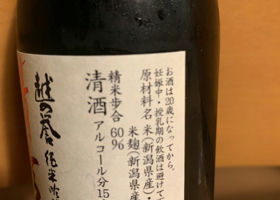 お酒は20歳になってから。
妊娠中・授乳期の飲酒は避けて
原材料名 米(新潟県産)・
米麹(新潟県産
精米歩合 60%
アルコール分15
清酒
越の誉 純米吟